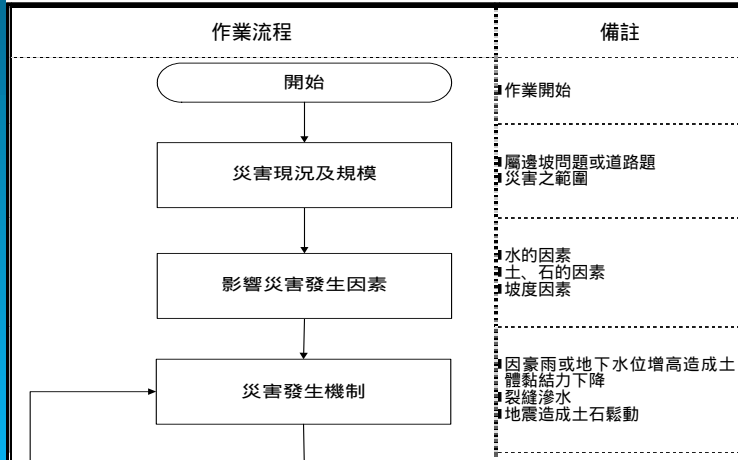 作業流程
備註
開始
作業開始
災害現況及規模
屬邊坡問題或道路題
災害之範圍
影響災害發生因素
水的因素
土、石的因素
坡度因素
災害發生機制
因豪雨或地下水位增高造成土
體黏結力下降
裂縫滲水
地震造成土石鬆動